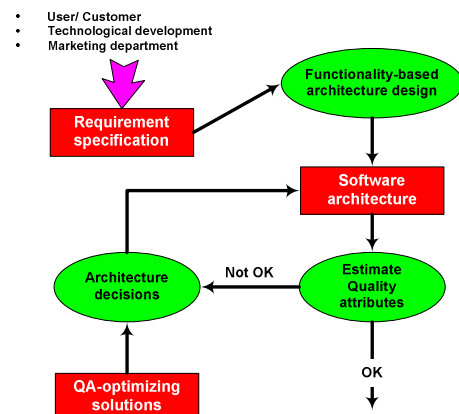 • User/ Customer
• Technological development
• Marketing department
Functionality-based
architecture design
Requirement
specification
Software
architecture
Architecture
decisions
Not OK
Estimate
Quality
attributes
OK
QA-optimizing
solutions